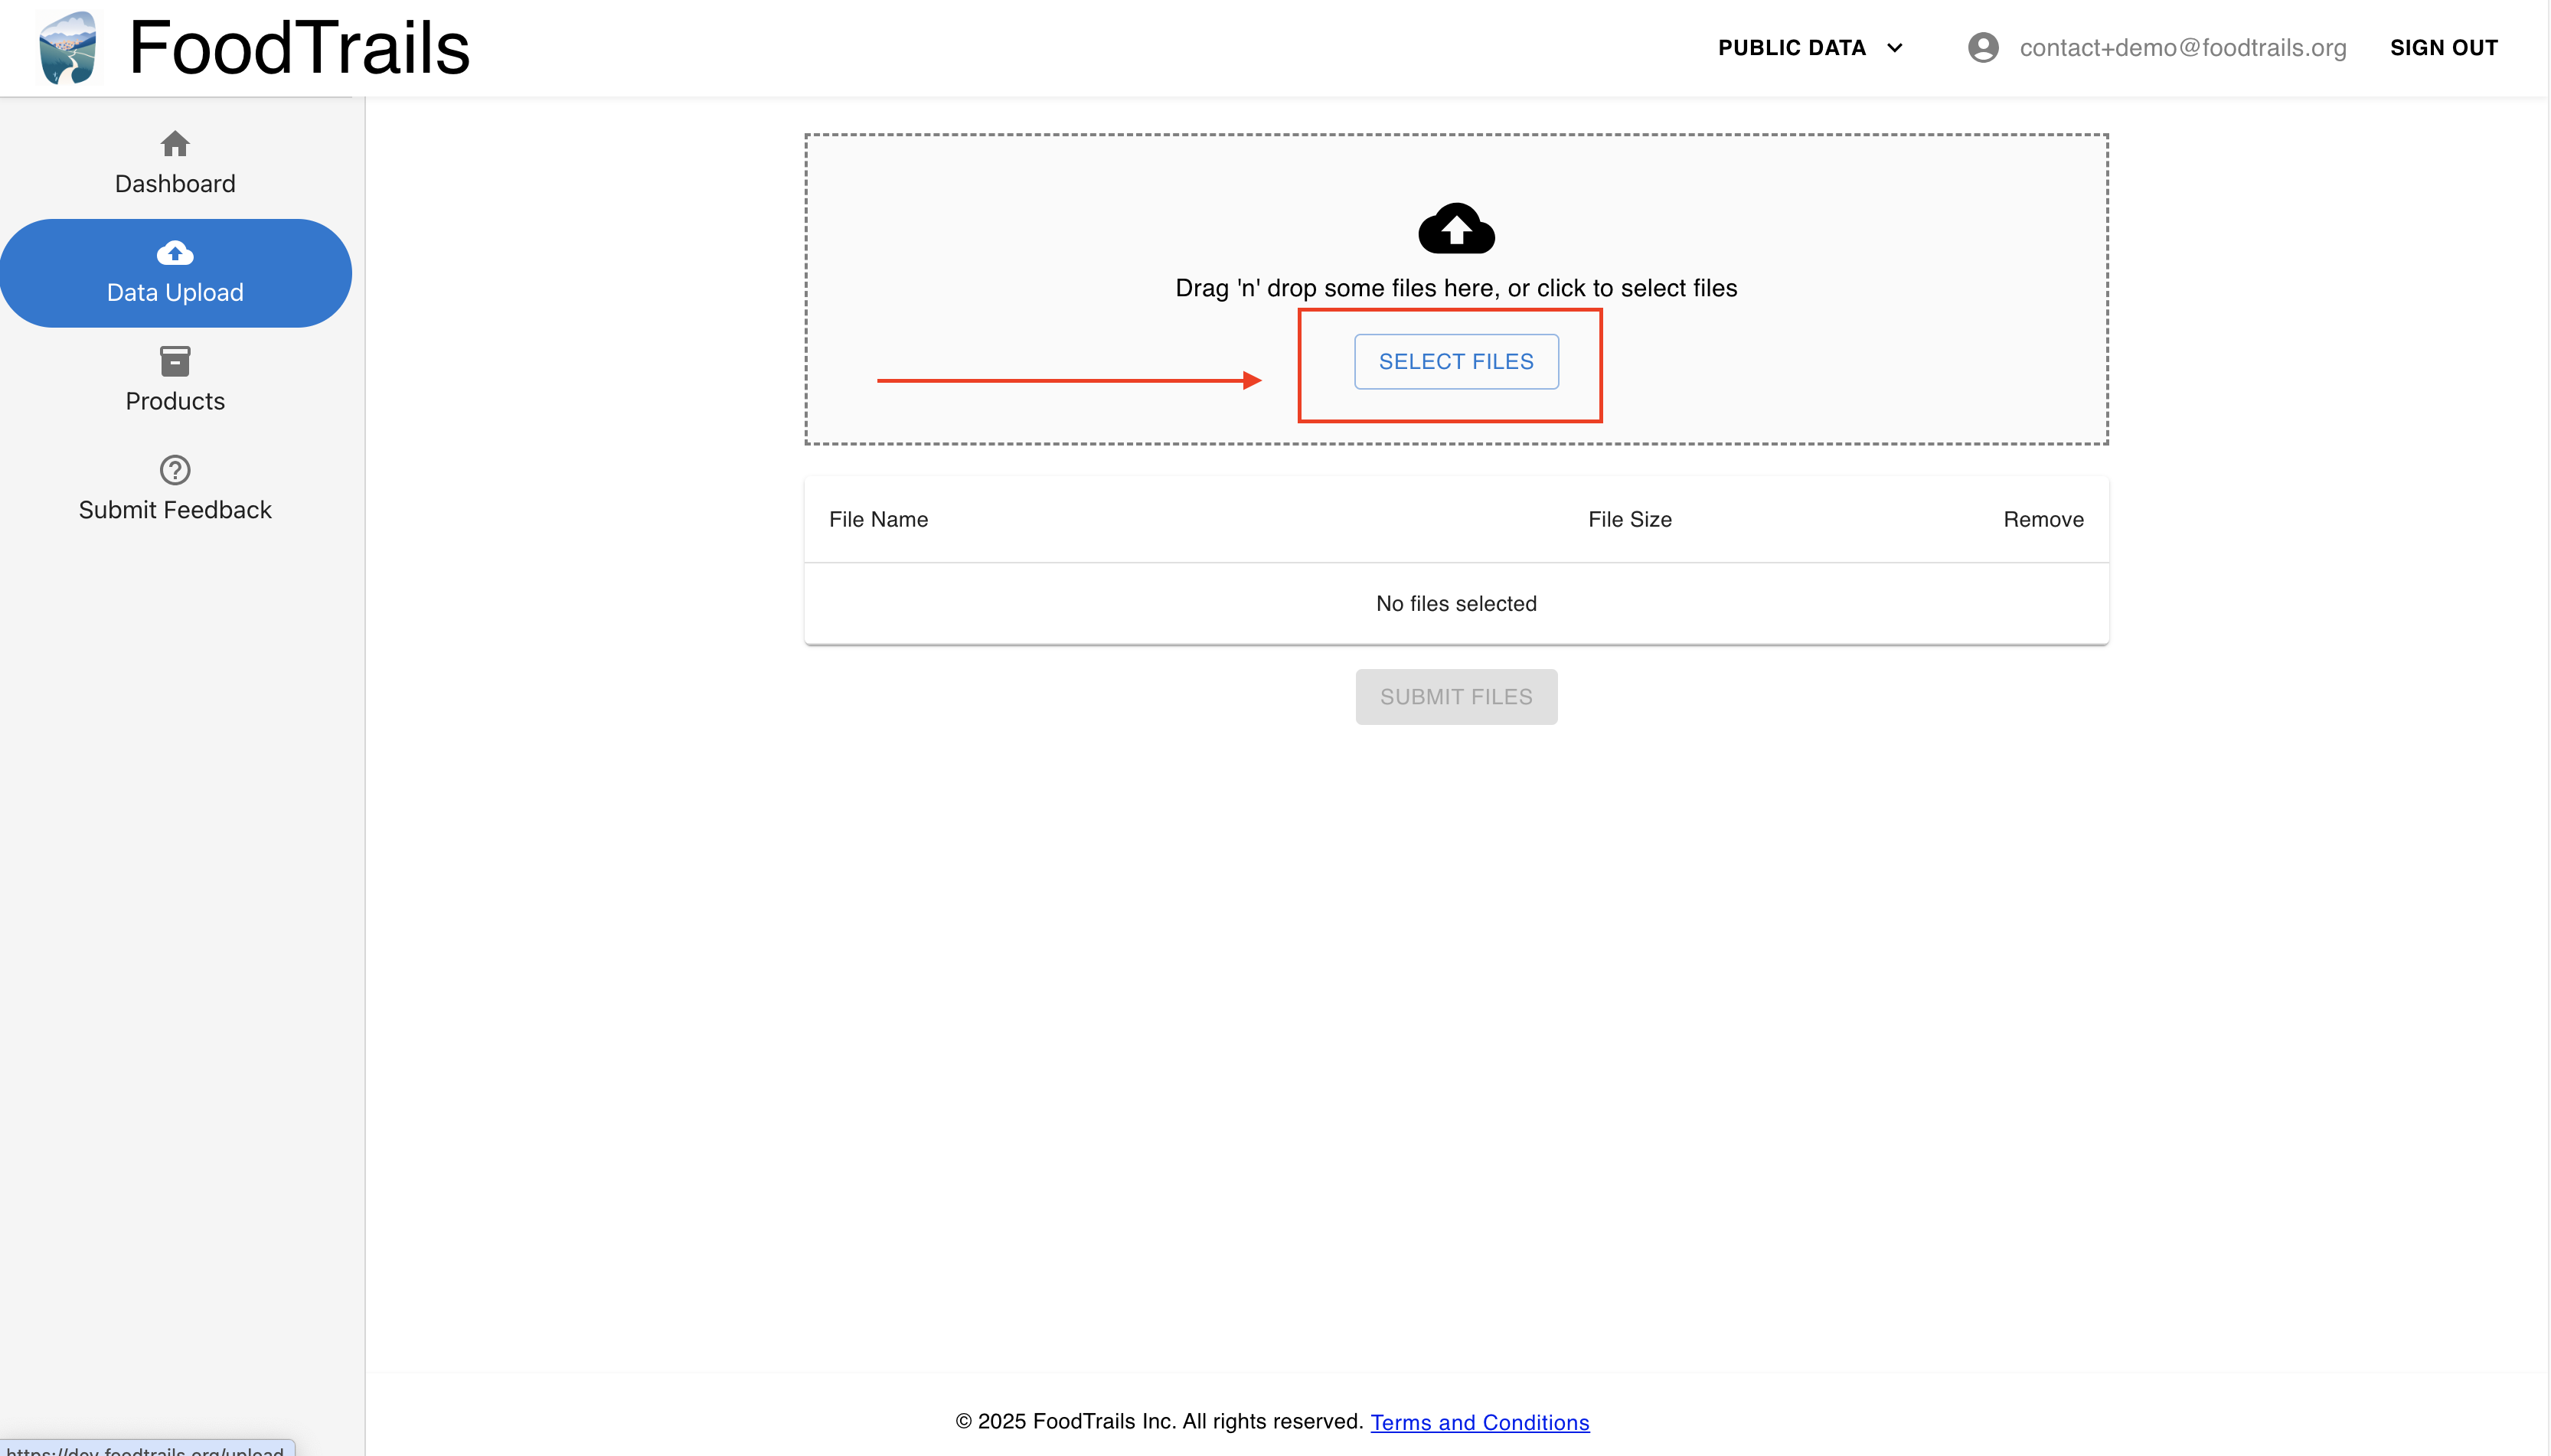 FoodTrails
PUBLIC DATA
contact+demo@foodtrails.org
SIGN OUT
Dashboard
Data Upload
Products
Submit Feedback
Drag 'n' drop some files here, or click to select files
SELECT FILES
File Name File Size Remove
No files selected
SUBMIT FILES
© 2025 FoodTrails Inc. All rights reserved. Terms and Conditions
https://dev.foodtrails.org/upload